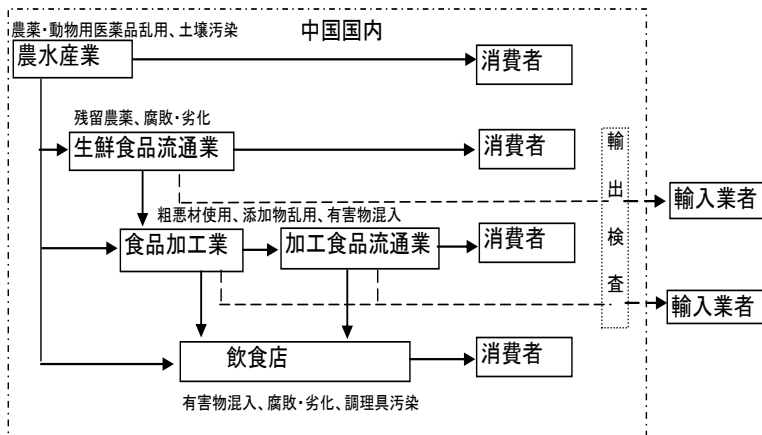 農薬・動物用医薬品乱用、土壌汚染
中国国内
農水産業
消費者
残留農薬、腐敗・劣化
生鮮食品流通業
消費者
輸出検査
輸入業者
粗悪材使用、添加物乱用、有害物混入
食品加工業
加工食品流通業
消費者
輸入業者
飲食店
消費者
有害物混入、腐敗・劣化、調理具汚染